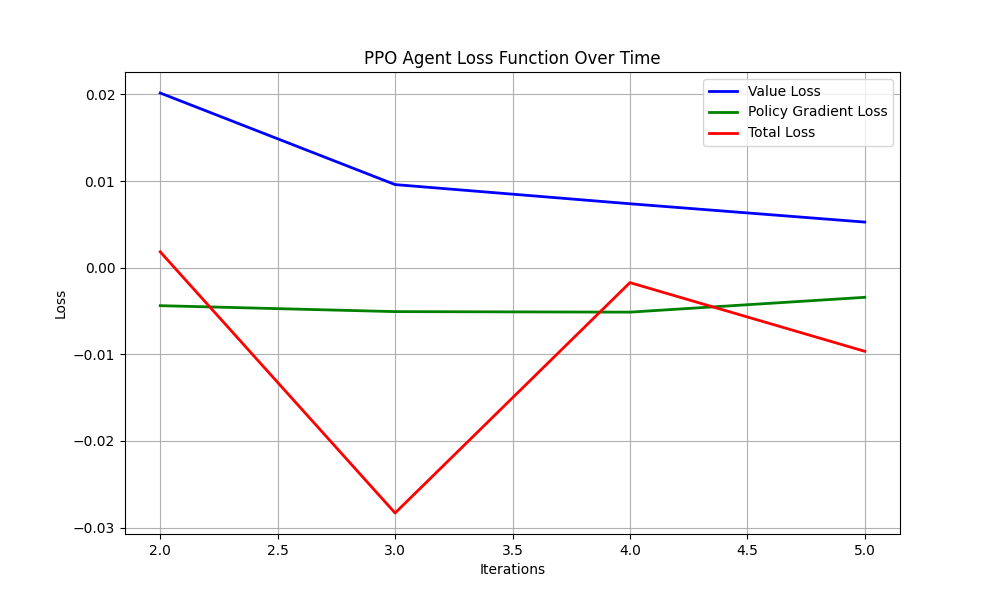 PPO Agent Loss Function Over Time
Value Loss
Policy Gradient Loss
Total Loss
0.02
0.01
0.00
−0.01
−0.02
−0.03
Loss
2.0 2.5 3.0 3.5 4.0 4.5 5.0
Iterations